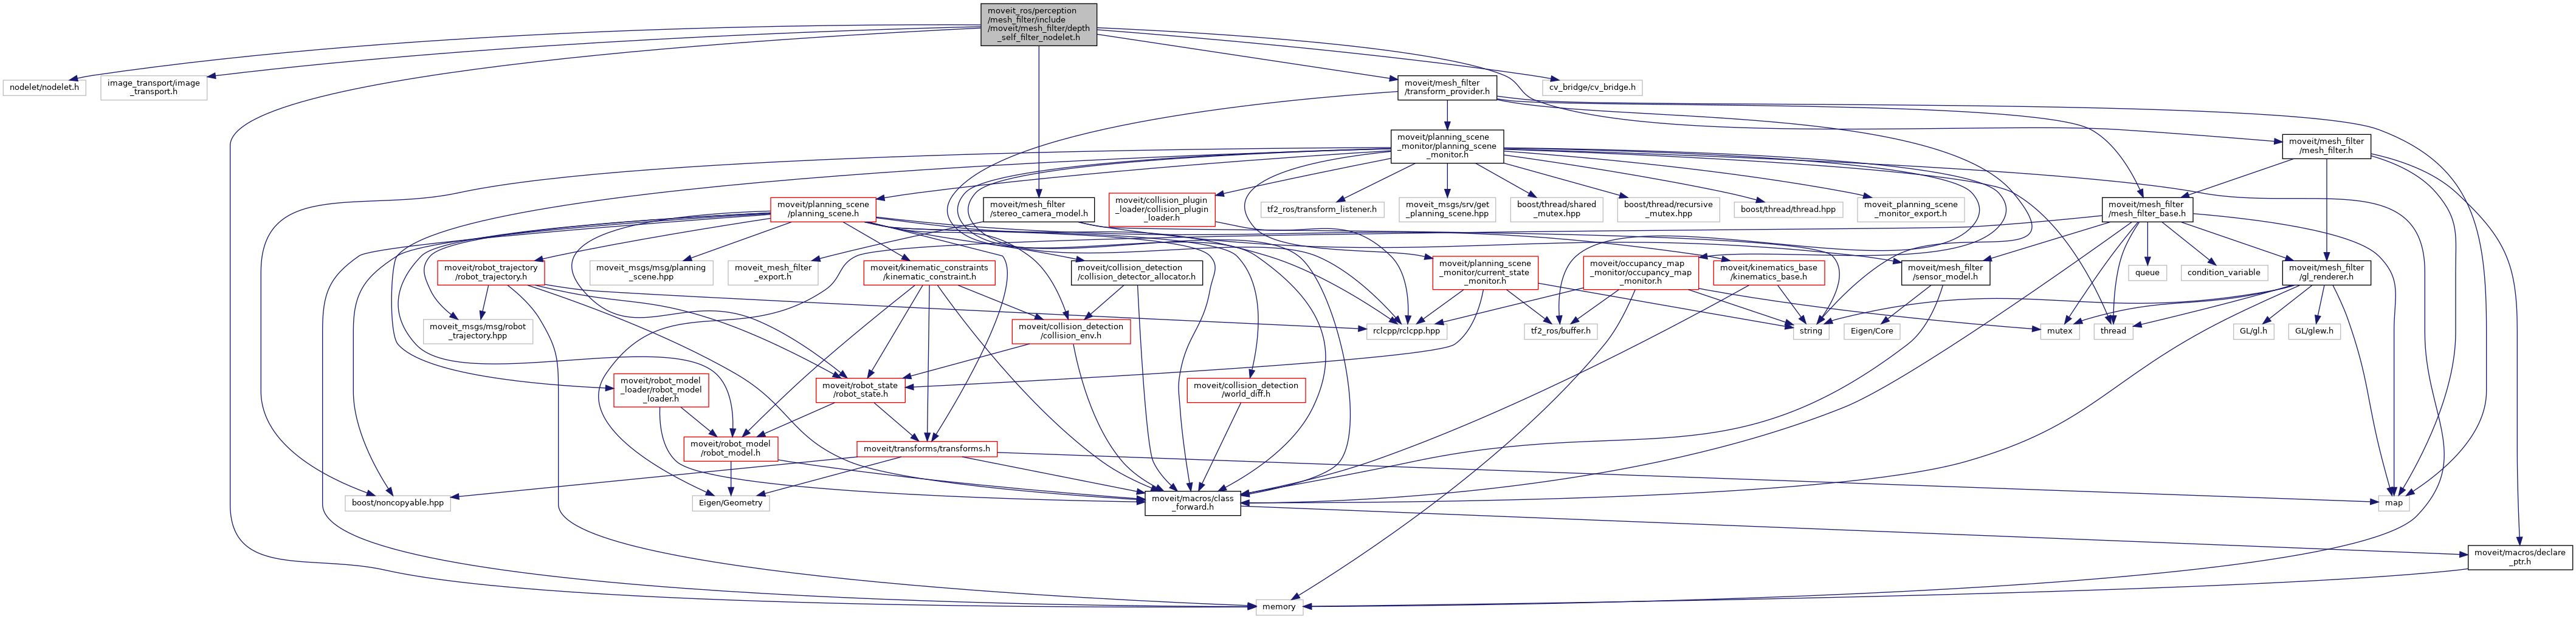 moveit_ros/perception
/mesh_filter/include
/moveit/mesh_filter/depth
_self_filter_nodelet.h
nodelet/nodelet.h
image_transport/image
_transport.h
moveit/mesh_filter
/transform_provider.h
cv_bridge/cv_bridge.h
moveit/planning_scene
_monitor/planning_scene
_monitor.h
moveit/mesh_filter
/mesh_filter.h
moveit/planning_scene
/planning_scene.h
moveit/mesh_filter
/stereo_camera_model.h
moveit/collision_plugin
_loader/collision_plugin
_loader.h
tf2_ros/transform_listener.h
moveit_msgs/srv/get
_planning_scene.hpp
boost/thread/shared
_mutex.hpp
boost/thread/recursive
_mutex.hpp
boost/thread/thread.hpp
moveit_planning_scene
_monitor_export.h
moveit/mesh_filter
/mesh_filter_base.h
moveit/robot_trajectory
/robot_trajectory.h
moveit_msgs/msg/planning
_scene.hpp
moveit_mesh_filter
_export.h
moveit/kinematic_constraints
/kinematic_constraint.h
moveit/collision_detection
/collision_detector_allocator.h
moveit/planning_scene
_monitor/current_state
_monitor.h
moveit/occupancy_map
_monitor/occupancy_map
_monitor.h
moveit/kinematics_base
/kinematics_base.h
moveit/mesh_filter
/sensor_model.h
queue
condition_variable
moveit/mesh_filter
/gl_renderer.h
moveit_msgs/msg/robot
_trajectory.hpp
moveit/collision_detection
/collision_env.h
rclcpp/rclcpp.hpp
tf2_ros/buffer.h
string
Eigen/Core
mutex
thread
GL/gl.h
GL/glew.h
moveit/robot_model
_loader/robot_model
_loader.h
moveit/robot_state
/robot_state.h
moveit/collision_detection
/world_diff.h
moveit/robot_model
/robot_model.h
moveit/transforms/transforms.h
boost/noncopyable.hpp
Eigen/Geometry
moveit/macros/class
_forward.h
map
moveit/macros/declare
_ptr.h
memory